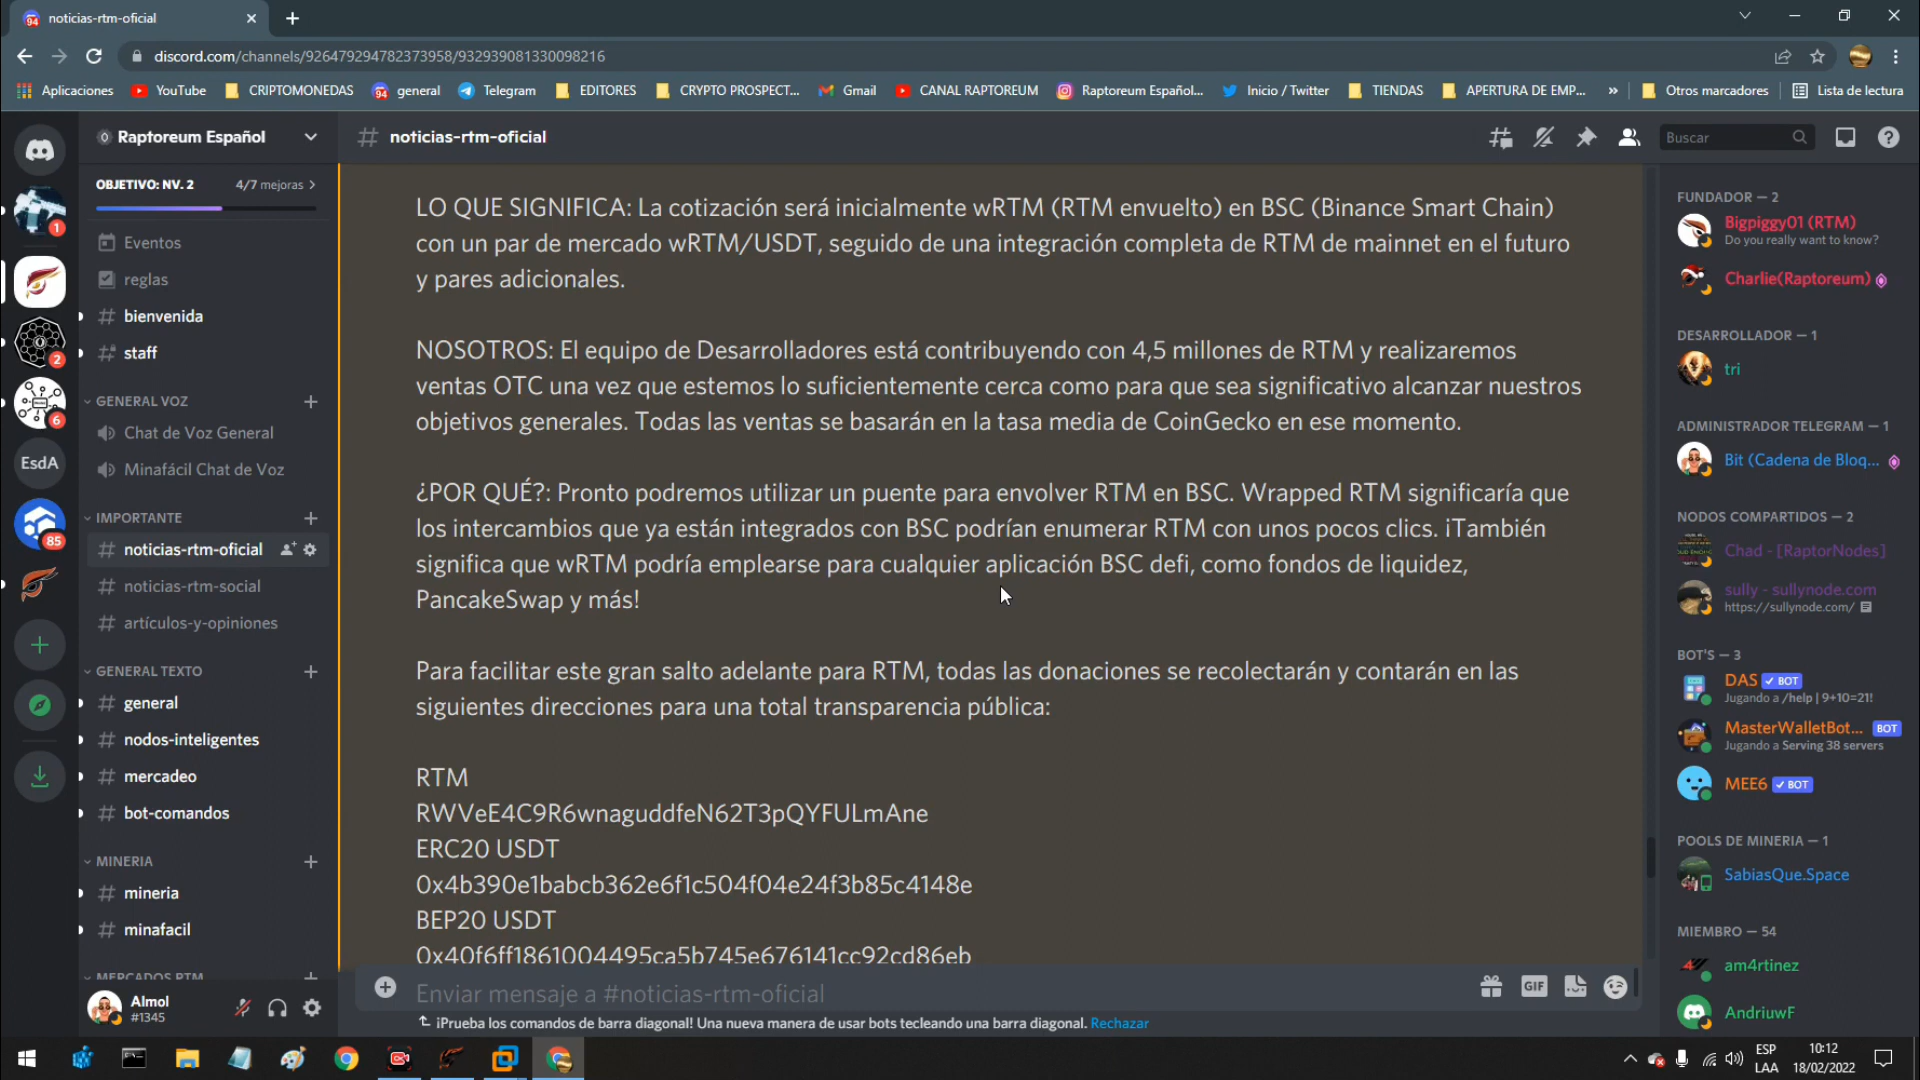 noticias-rtm-oficial
discord.com/channels/926479294782373958/932939081330098216
Aplicaciones
YouTube
CRIPTOMONEDAS
general
Telegram
EDITORES
CRYPTO PROSPECT...
Gmail
CANAL RAPTOREUM
Raptoreum Español...
Inicio / Twitter
TIENDAS
APERTURA DE EMP...
»
Otros marcadores
Lista de lectura
Raptoreum Español
noticias-rtm-oficial
Buscar
OBJETIVO: NV. 2
4/7 mejoras
Eventos
reglas
bienvenida
staff
GENERAL VOZ
Chat de Voz General
Minafácil Chat de Voz
IMPORTANTE
noticias-rtm-oficial
noticias-rtm-social
artículos-y-opiniones
GENERAL TEXTO
general
nodos-inteligentes
mercadeo
bot-comandos
MINERIA
mineria
minafacil
MERCADOS RTM
Almol
#1345
94
1
2
6
EsdA
85
LO QUE SIGNIFICA: La cotización será inicialmente wRTM (RTM envuelto) en BSC (Binance Smart Chain)
con un par de mercado wRTM/USDT, seguido de una integración completa de RTM de mainnet en el futuro
y pares adicionales.
NOSOTROS: El equipo de Desarrolladores está contribuyendo con 4,5 millones de RTM y realizaremos
ventas OTC una vez que estemos lo suficientemente cerca como para que sea significativo alcanzar nuestros
objetivos generales. Todas las ventas se basarán en la tasa media de CoinGecko en ese momento.
¿POR QUÉ?: Pronto podremos utilizar un puente para envolver RTM en BSC. Wrapped RTM significaría que
los intercambios que ya están integrados con BSC podrían enumerar RTM con unos pocos clics. ¡También
significa que wRTM podría emplearse para cualquier aplicación BSC defi, como fondos de liquidez,
PancakeSwap y más!
Para facilitar este gran salto adelante para RTM, todas las donaciones se recolectarán y contarán en las
siguientes direcciones para una total transparencia pública:
RTM
RWVeE4C9R6wnaguddfeN62T3pQYFULmAne
ERC20 USDT
0x4b390e1babcb362e6f1c504f04e24f3b85c4148e
BEP20 USDT
0x40f6ff1861004495ca5b745e676141cc92cd86eb
Enviar mensaje a #noticias-rtm-oficial
GIF
¡Prueba los comandos de barra diagonal! Una nueva manera de usar bots tecleando una barra diagonal. Rechazar
FUNDADOR — 2
Bigpiggy01 (RTM)
Do you really want to know?
Charlie(Raptoreum)
DESARROLLADOR — 1
tri
ADMINISTRADOR TELEGRAM — 1
Bit (Cadena de Bloq...
NODOS COMPARTIDOS — 2
Chad - [RaptorNodes]
sully - sullynode.com
https://sullynode.com/
BOT'S — 3
DAS ✓ BOT
Jugando a /help | 9+10=21!
MasterWalletBot... BOT
Jugando a Serving 38 servers
MEE6 ✓ BOT
POOLS DE MINERIA — 1
SabiasQue.Space
MIEMBRO — 54
am4rtinez
AndriuwF
ESP
LAA
10:12
18/02/2022